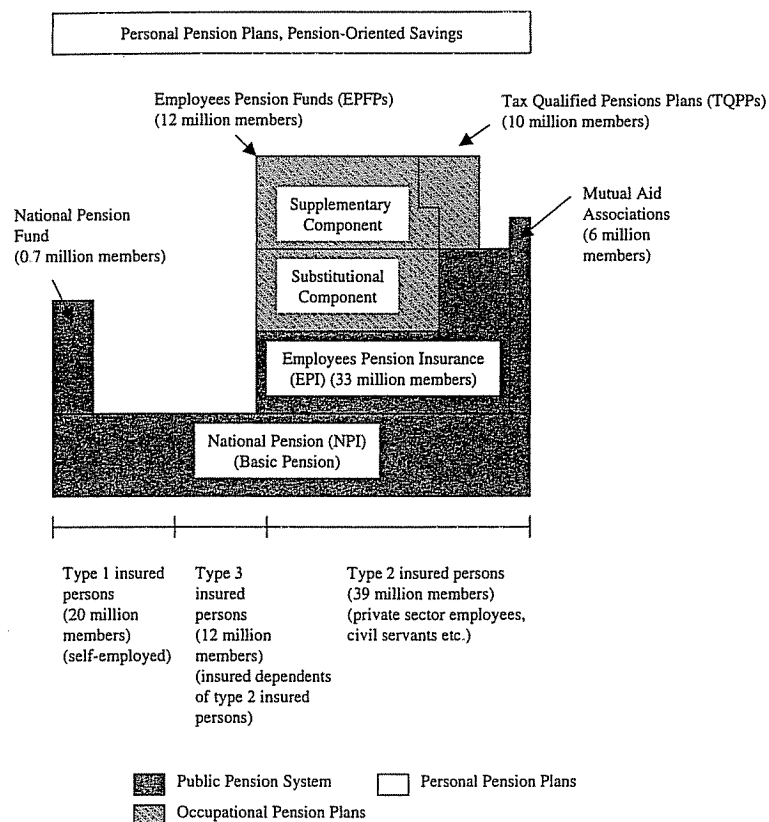 Personal Pension Plans, Pension-Oriented Savings
Employees Pension Funds (EPFPs)
(12 million members)
Tax Qualified Pensions Plans (TQPPs)
(10 million members)
National Pension
Fund
(0.7 million members)
Supplementary
Component
Mutual Aid
Associations
(6 million
members)
Substitutional
Component
Employees Pension Insurance
(EPI) (33 million members)
National Pension (NPI)
(Basic Pension)
Type 1 insured
persons
(20 million
members)
(self-employed)
Type 3
insured
persons
(12 million
members)
(insured dependents
of type 2 insured
persons)
Type 2 insured persons
(39 million members)
(private sector employees,
civil servants etc.)
Public Pension System
Personal Pension Plans
Occupational Pension Plans